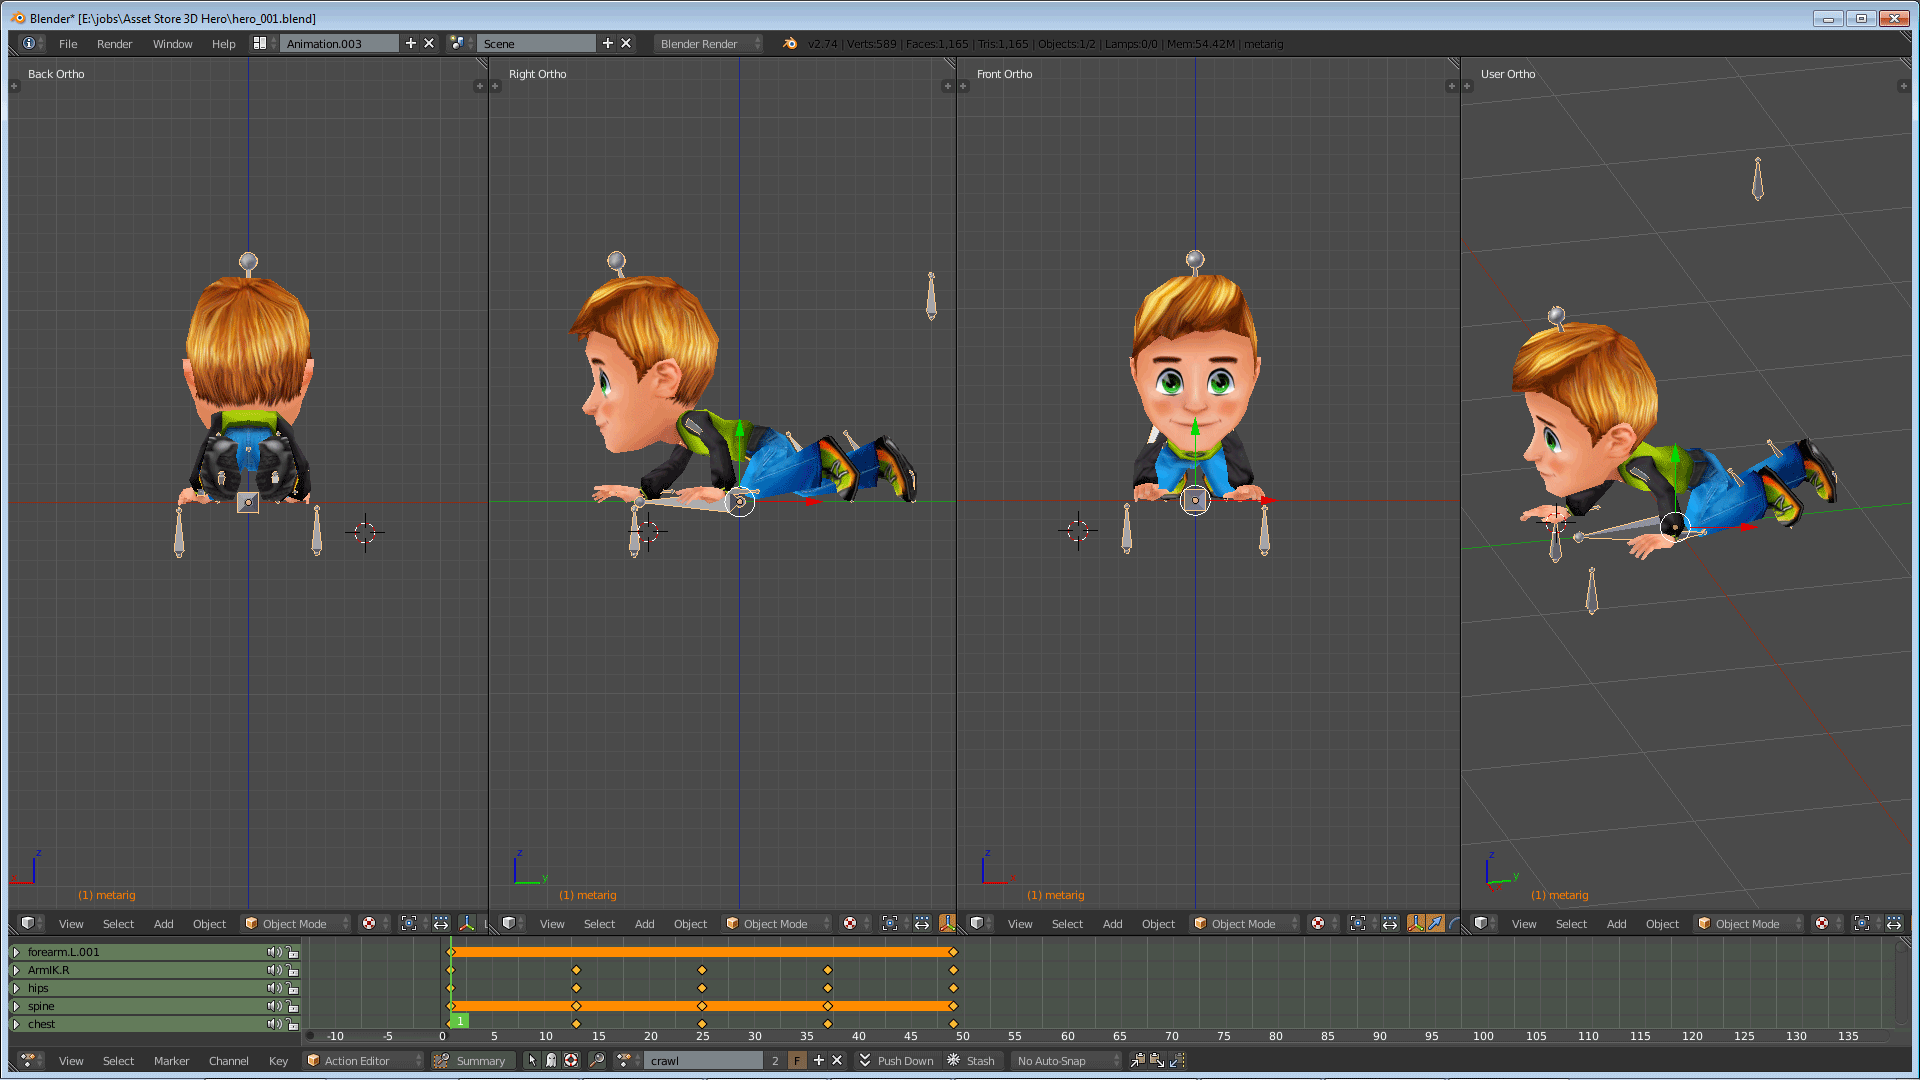 Blender* [E:\jobs\Asset Store 3D Hero\hero_001.blend]
File Render Window Help Animation.003 Scene Blender Render v2.74 | Verts:589 | Faces:1,165 | Tris:1,165 | Objects:1/2 | Lamps:0/0 | Mem:54.42M | metarig
Back Ortho Right Ortho Front Ortho User Ortho
z z y z x z y
(1) metarig (1) metarig (1) metarig (1) metarig
View Select Add Object Object Mode View Select Add Object Object Mode View Select Add Object Object Mode View Select Add Object Object Mode
forearm.L.001
ArmIK.R
hips
spine
chest
1
-10 -5 0 5 10 15 20 25 30 35 40 45 50 55 60 65 70 75 80 85 90 95 100 105 110 115 120 125 130 135
View Select Marker Channel Key Action Editor Summary crawl 2 F Push Down Stash No Auto-Snap